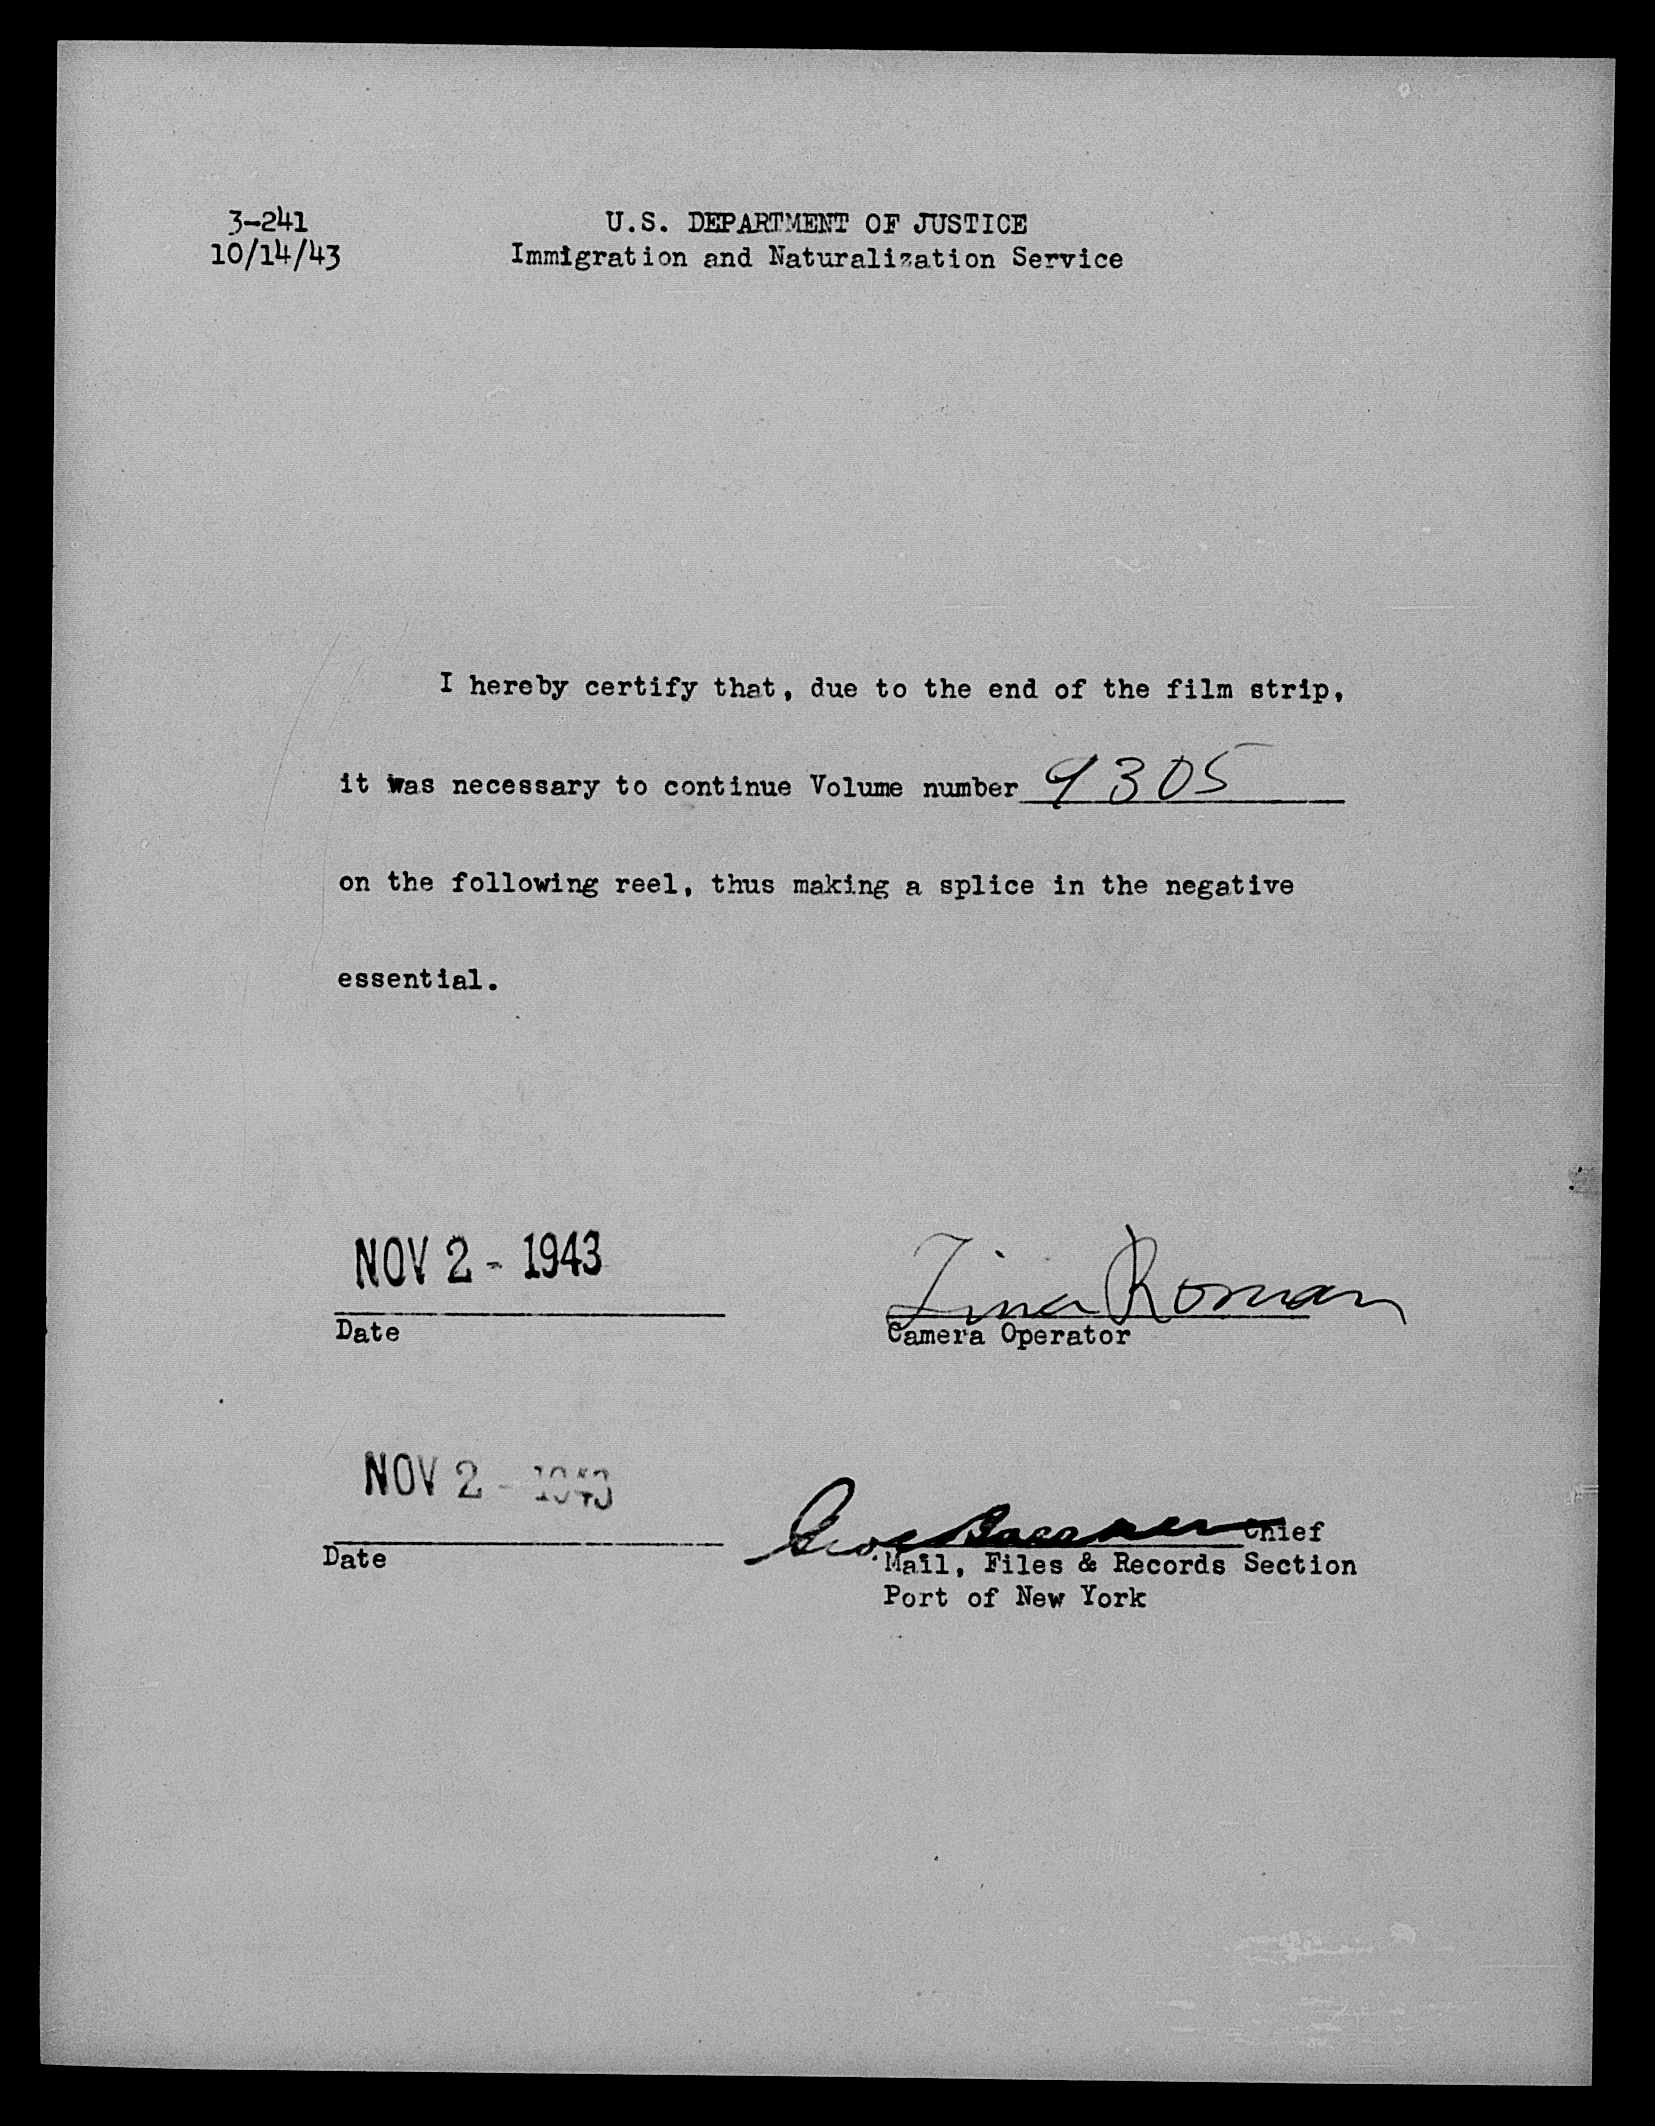 3-241
U.S. DEPARTMENT OF JUSTICE
10/14/43
Immigration and Naturalization Service
I hereby certify that, due to the end of the film strip,
it was necessary to continue Volume number 9305
on the following reel, thus making a splice in the negative
essential.
NOV 2 - 1943
Tina Roman
Date
Camera Operator
NOV 2 - 1943
Geo. Chief
Date
Mail, Files & Records Section
Port of New York